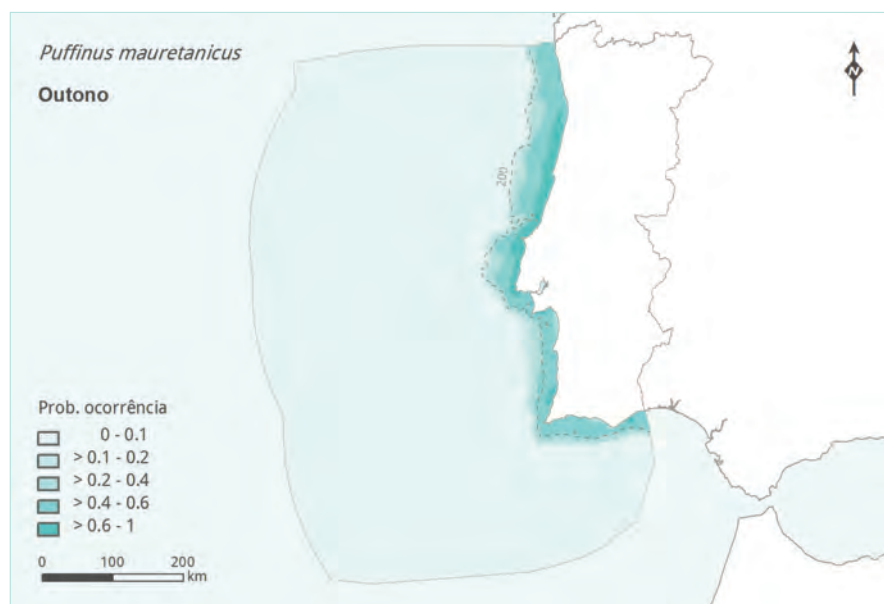 Puffinus mauretanicus
Outono
N
200
Prob. ocorrência
0 - 0.1
> 0.1 - 0.2
> 0.2 - 0.4
> 0.4 - 0.6
> 0.6 - 1
0 100 200
km